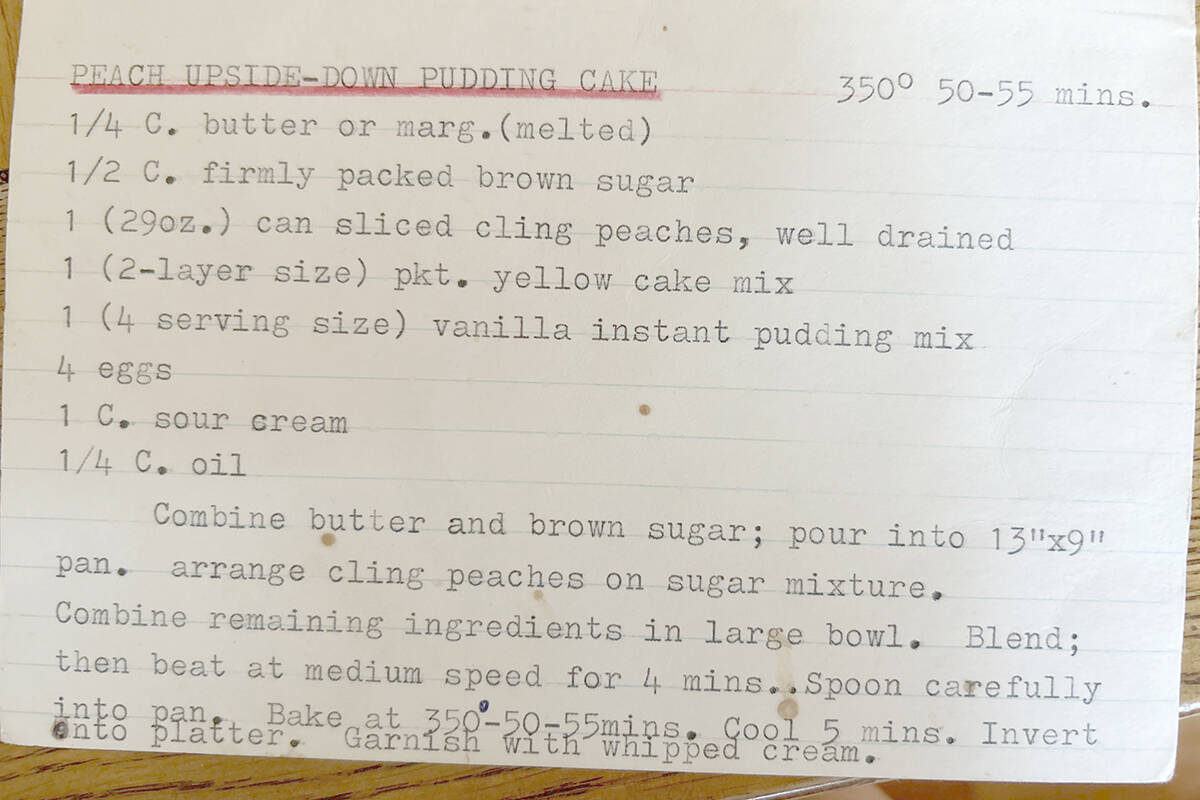 PEACH UPSIDE-DOWN PUDDING CAKE 350° 50-55 mins.
1/4 C. butter or marg.(melted)
1/2 C. firmly packed brown sugar
1 (29oz.) can sliced cling peaches, well drained
1 (2-layer size) pkt. yellow cake mix
1 (4 serving size) vanilla instant pudding mix
4 eggs
1 C. sour cream
1/4 C. oil
Combine butter and brown sugar; pour into 13"x9"
pan. arrange cling peaches on sugar mixture.
Combine remaining ingredients in large bowl. Blend;
then beat at medium speed for 4 mins..Spoon carefully
into pan. Bake at 350°-50-55mins. Cool 5 mins. Invert
onto platter. Garnish with whipped cream.